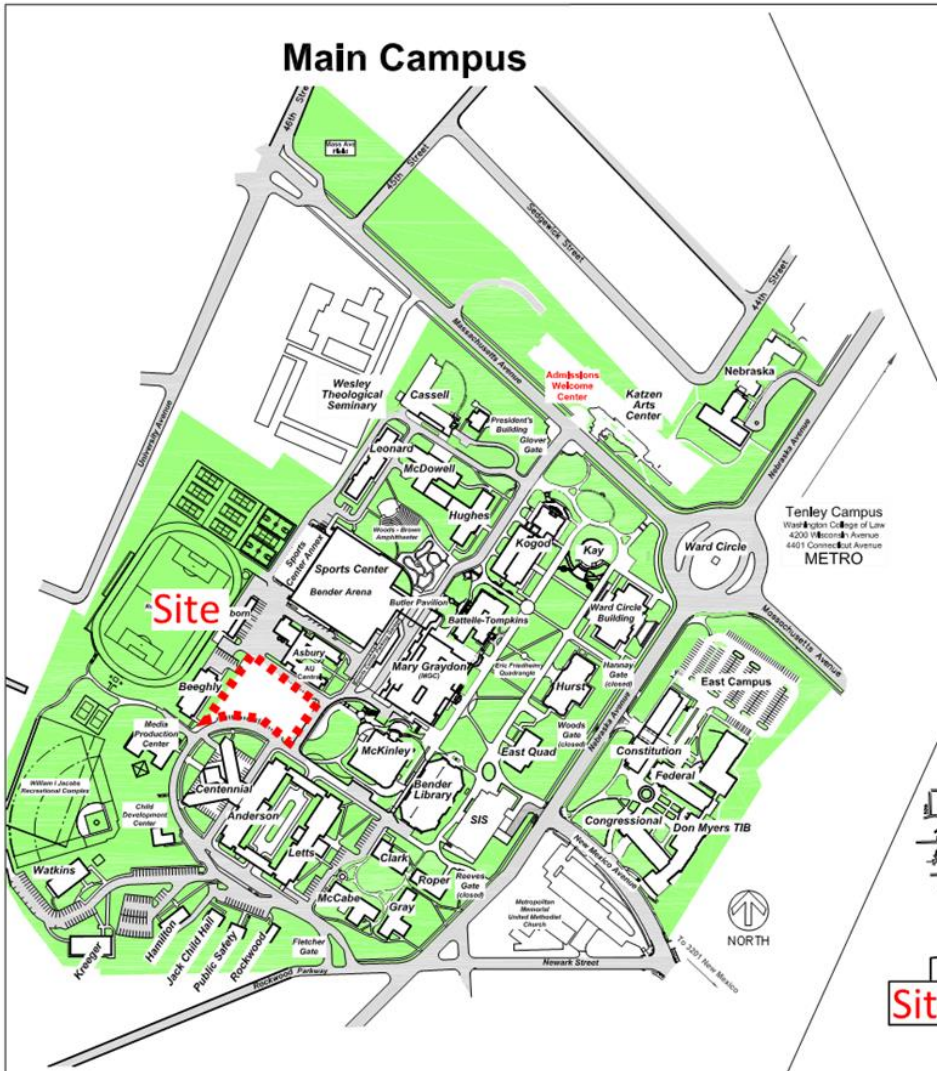 Main Campus
46th Stre
Mass Ave
45th Street
Sedgewick Street
44th Street
Massachusetts Avenue
Nebraska
Admissions
Welcome
Center
Katzen
Arts
Center
Wesley
Theological
Seminary
Cassell
President's
Building
Glover
Gate
University Avenue
Leonard
McDowell
Hughes
Nebraska Avenue
Tenley Campus
Washington College of Law
4200 Wisconsin Avenue
4401 Connecticut Avenue
METRO
Woods - Brown
Amphitheater
Kogod
Kay
Ward Circle
Sports
Center Annex
Sports Center
Bender Arena
Butler Pavilion
Battelle-Tompkins
Ward Circle
Building
Massachusetts Avenue
Site
born
Asbury
AU
Centre
Mary Graydon
(MGC)
Eric Friedheim
Quadrangle
Hurst
Hannay
Gate
(closed)
East Campus
Beeghly
Media
Production
Center
McKinley
East Quad
Woods
Gate
(closed)
Nebraska Avenue
Constitution
Federal
William I Jacobs
Recreational Complex
Centennial
Bender
Library
SIS
Congressional
Don Myers TIB
Child
Development
Center
Anderson
Letts
Clark
Roper
Reeves
Gate
(closed)
New Mexico Avenue
Watkins
McCabe
Gray
Metropolitan
Memorial
United Methodist
Church
NORTH
Kreeger
Hamilton
Jack Child Hall
Public Safety
Rockwood
Fletcher
Gate
Rockwood Parkway
Newark Street
To 3201 New Mexico
Sit